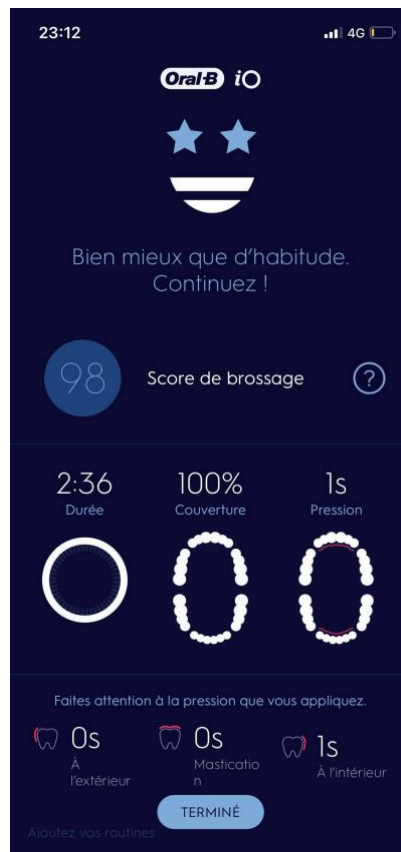 23:12
4G
Oral-B iO
Bien mieux que d'habitude.
Continuez !
98
Score de brossage
?
2:36
100%
1s
Durée
Couverture
Pression
Faites attention à la pression que vous appliquez.
0s
À
l'extérieur
0s
Masticatio
n
1s
À l'intérieur
TERMINÉ
Ajoutez vos routines